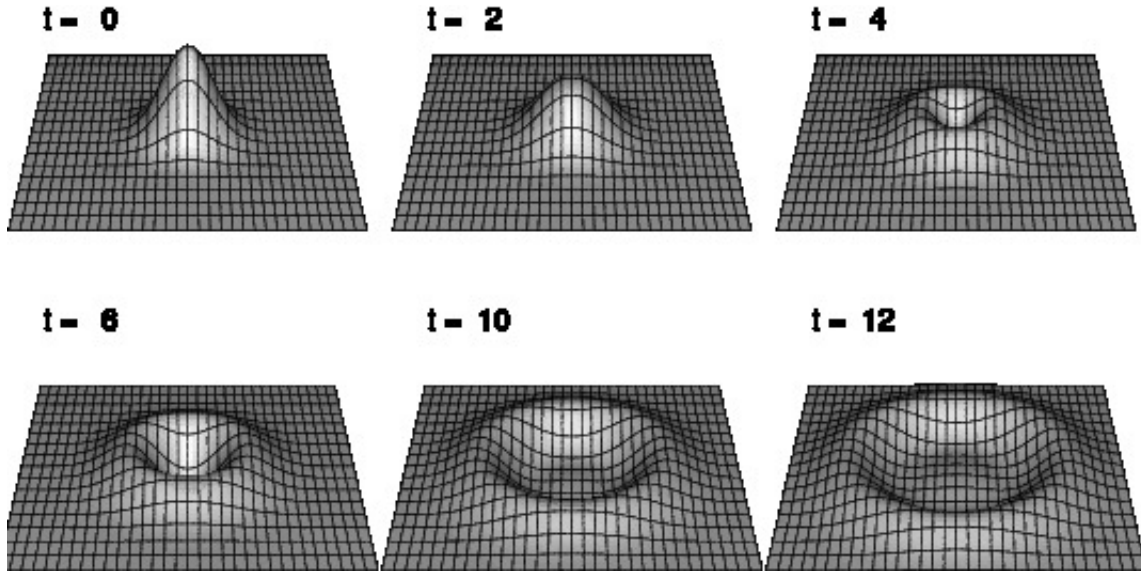 t = 0
t = 2
t = 4
t = 6
t = 10
t = 12